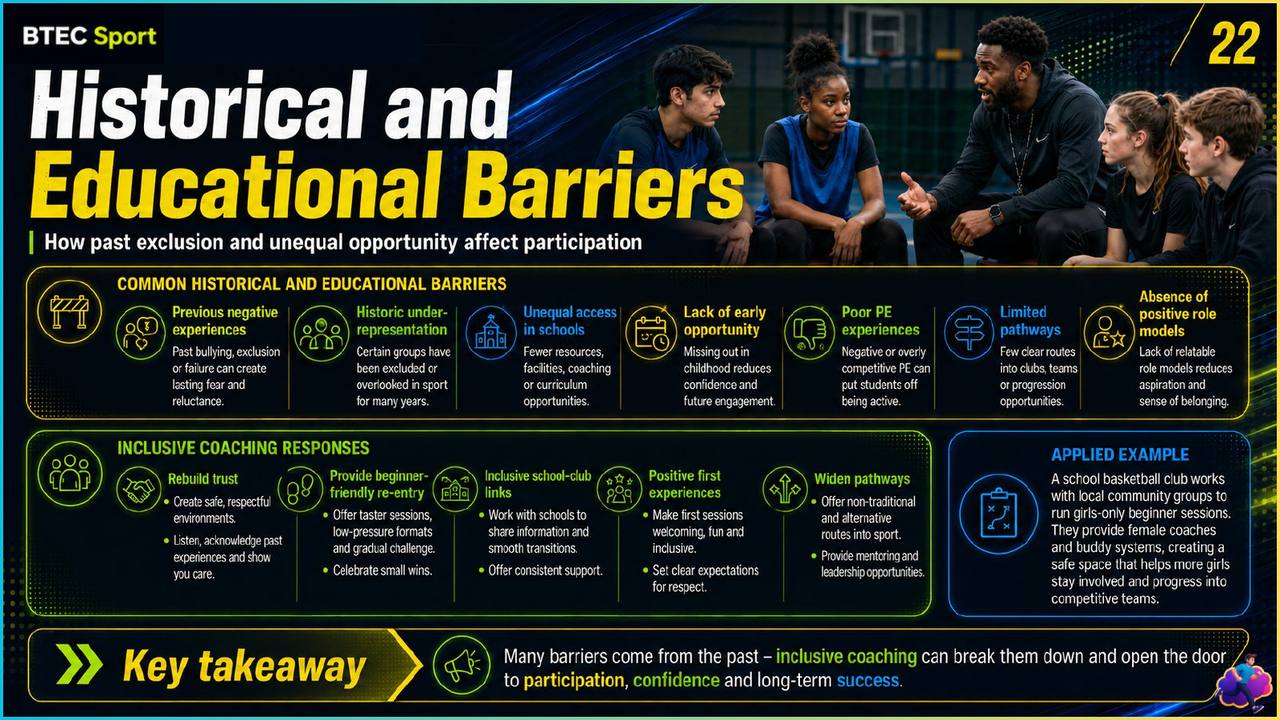 BTEC Sport
22
Historical and
Educational Barriers
How past exclusion and unequal opportunity affect participation
COMMON HISTORICAL AND EDUCATIONAL BARRIERS
Previous negative
experiences
Past bullying, exclusion
or failure can create
lasting fear and
reluctance.
Historic under-
representation
Certain groups have
been excluded or
overlooked in sport
for many years.
Unequal access
in schools
Fewer resources,
facilities, coaching
or curriculum
opportunities.
Lack of early
opportunity
Missing out in
childhood reduces
confidence and
future engagement.
Poor PE
experiences
Negative or overly
competitive PE can
put students off
being active.
Limited
pathways
Few clear routes
into clubs, teams
or progression
opportunities.
Absence of
positive role
models
Lack of relatable
role models reduces
aspiration and
sense of belonging.
INCLUSIVE COACHING RESPONSES
Rebuild trust
• Create safe, respectful
environments.
• Listen, acknowledge past
experiences and show
you care.
Provide beginner-
friendly re-entry
• Offer taster sessions,
low-pressure formats
and gradual challenge.
• Celebrate small wins.
Inclusive school-club
links
• Work with schools to
share information and
smooth transitions.
• Offer consistent support.
Positive first
experiences
• Make first sessions
welcoming, fun and
inclusive.
• Set clear expectations
for respect.
Widen pathways
• Offer non-traditional
and alternative
routes into sport.
• Provide mentoring and
leadership opportunities.
APPLIED EXAMPLE
A school basketball club works
with local community groups to
run girls-only beginner sessions.
They provide female coaches
and buddy systems, creating a
safe space that helps more girls
stay involved and progress into
competitive teams.
Key takeaway
Many barriers come from the past – inclusive coaching can break them down and open the door
to participation, confidence and long-term success.